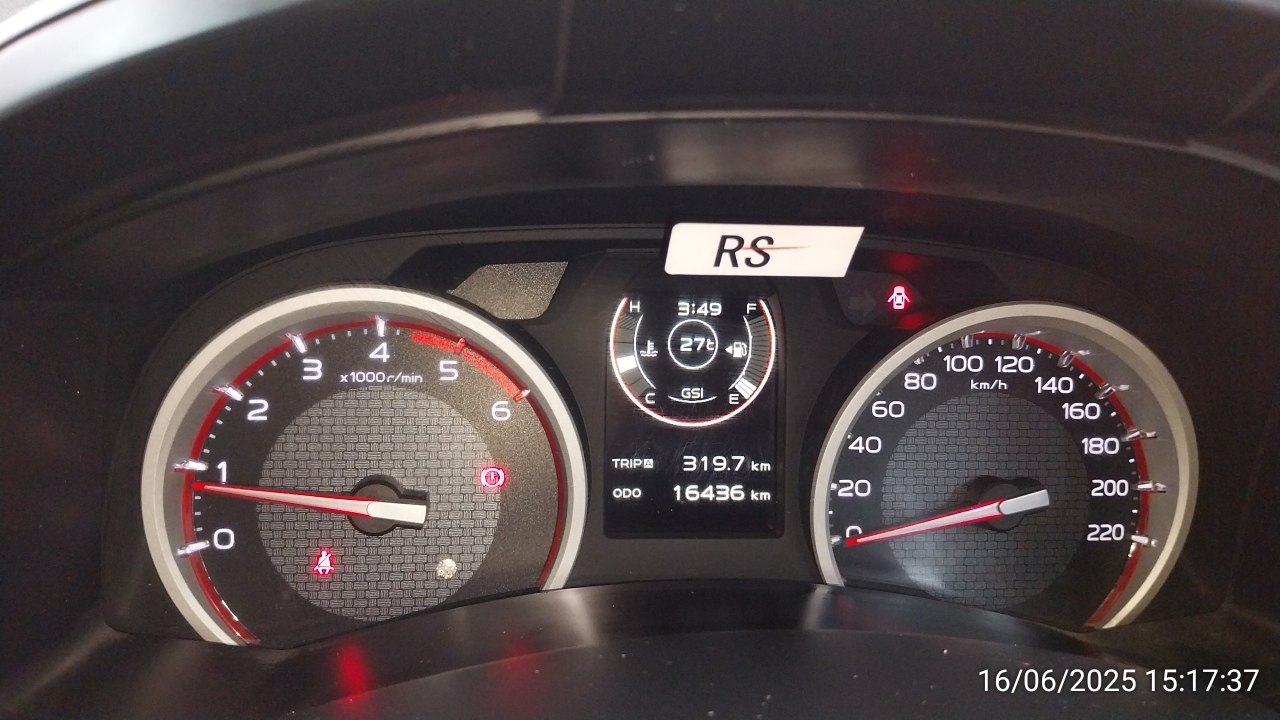 RS
H 3:49 F
27℃
GSI
C E
0 1 2 3 4 5 6
x1000r/min
TRIP A 319.7 km
ODO 16436 km
0 20 40 60 80 100 120 140 160 180 200 220
km/h
16/06/2025 15:17:37